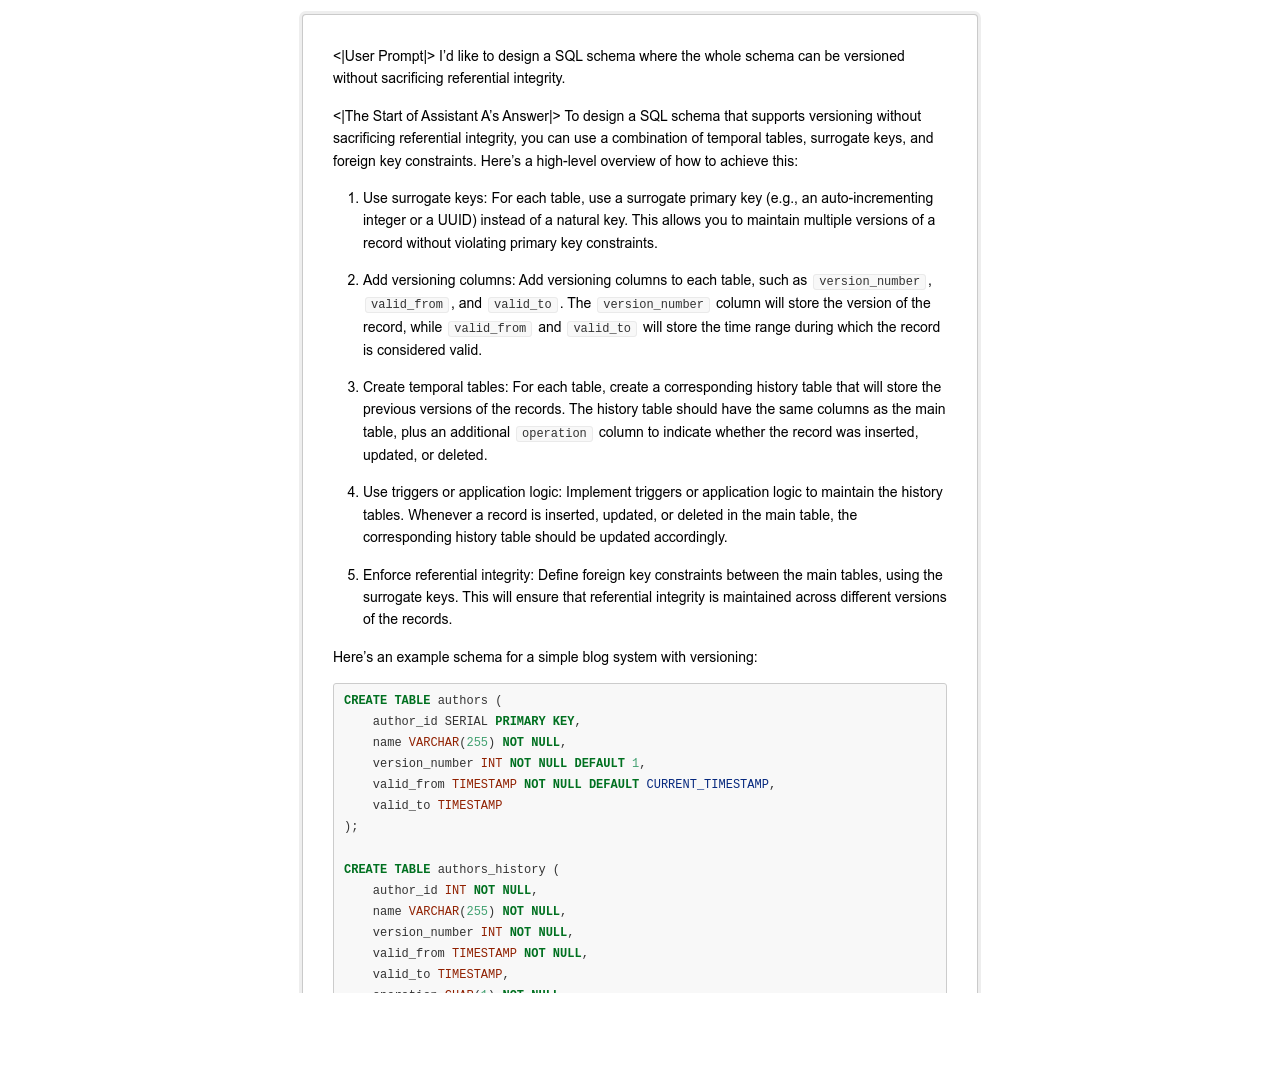 <|User Prompt|> I’d like to design a SQL schema where the whole schema can be versioned
without sacrificing referential integrity.
<|The Start of Assistant A’s Answer|> To design a SQL schema that supports versioning without
sacrificing referential integrity, you can use a combination of temporal tables, surrogate keys, and
foreign key constraints. Here’s a high-level overview of how to achieve this:
1. Use surrogate keys: For each table, use a surrogate primary key (e.g., an auto-incrementing
integer or a UUID) instead of a natural key. This allows you to maintain multiple versions of a
record without violating primary key constraints.
2. Add versioning columns: Add versioning columns to each table, such as version_number ,
valid_from , and valid_to . The version_number column will store the version of the
record, while valid_from and valid_to will store the time range during which the record
is considered valid.
3. Create temporal tables: For each table, create a corresponding history table that will store the
previous versions of the records. The history table should have the same columns as the main
table, plus an additional operation column to indicate whether the record was inserted,
updated, or deleted.
4. Use triggers or application logic: Implement triggers or application logic to maintain the history
tables. Whenever a record is inserted, updated, or deleted in the main table, the
corresponding history table should be updated accordingly.
5. Enforce referential integrity: Define foreign key constraints between the main tables, using the
surrogate keys. This will ensure that referential integrity is maintained across different versions
of the records.
Here’s an example schema for a simple blog system with versioning:
CREATE TABLE authors (
    author_id SERIAL PRIMARY KEY,
    name VARCHAR(255) NOT NULL,
    version_number INT NOT NULL DEFAULT 1,
    valid_from TIMESTAMP NOT NULL DEFAULT CURRENT_TIMESTAMP,
    valid_to TIMESTAMP
);
CREATE TABLE authors_history (
    author_id INT NOT NULL,
    name VARCHAR(255) NOT NULL,
    version_number INT NOT NULL,
    valid_from TIMESTAMP NOT NULL,
    valid_to TIMESTAMP,
    operation CHAR(1) NOT NULL